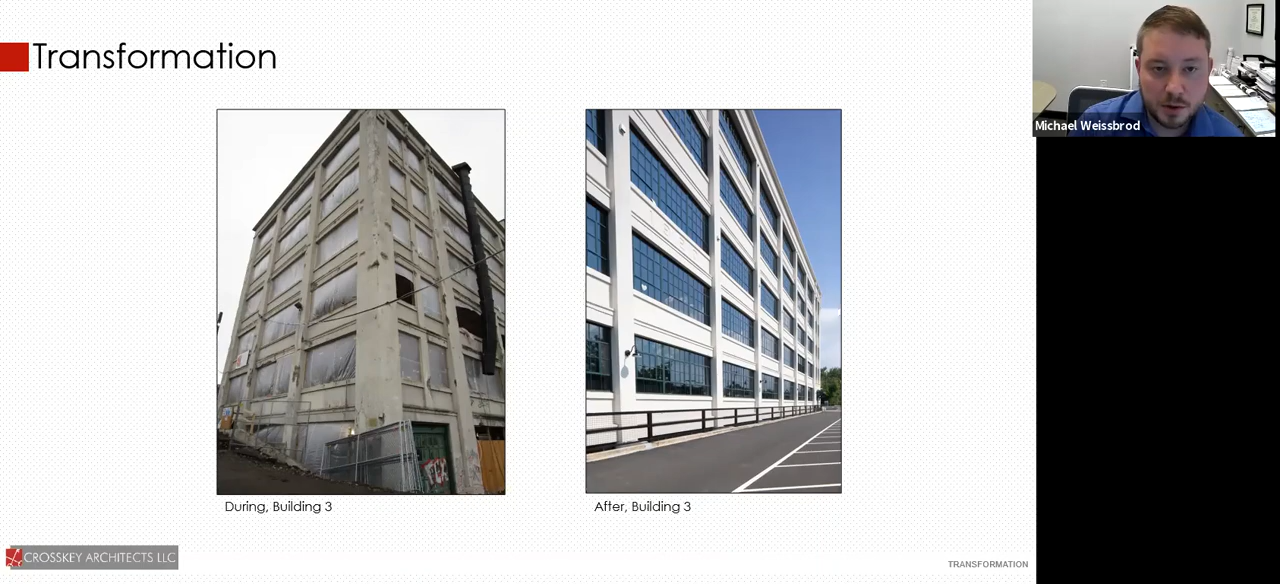 Transformation
Michael Weissbrod
During, Building 3
After, Building 3
CROSSKEY ARCHITECTS LLC
TRANSFORMATION